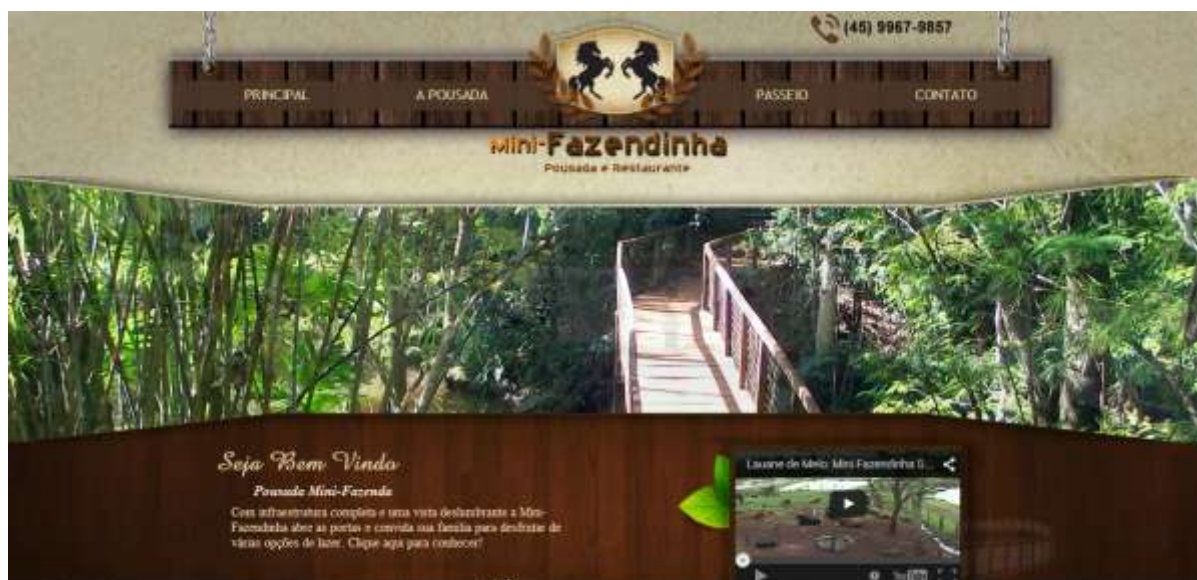 (45) 9967-9857
PRINCIPAL
A POUSADA
PASSEIO
CONTATO
Mini-Fazendinha
Pousada e Restaurante
Seja Bem Vindo
Pousada Mini-Fazenda
Com infraestrutura completa e uma vista deslumbrante a Mini-
Fazendinha abre as portas e convida sua família para desfrutar de
várias opções de lazer. Clique aqui para conhecer!
Lauane de Melo: Mini Fazendinha S...
YouTube